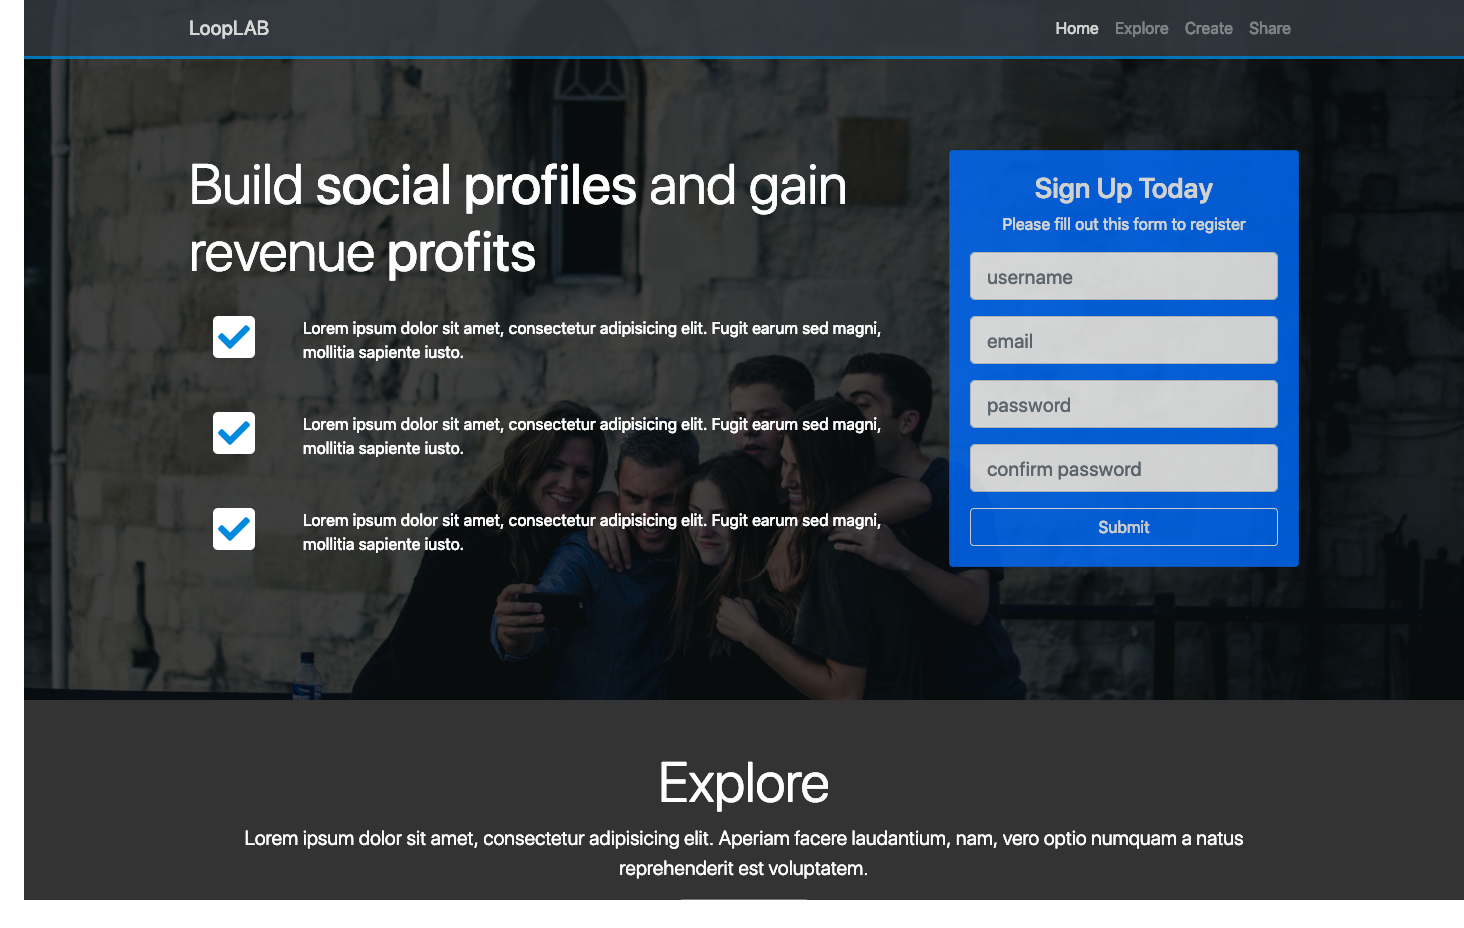 LoopLAB
Home Explore Create Share
Build social profiles and gain
revenue profits
Lorem ipsum dolor sit amet, consectetur adipisicing elit. Fugit earum sed magni,
mollitia sapiente iusto.
Lorem ipsum dolor sit amet, consectetur adipisicing elit. Fugit earum sed magni,
mollitia sapiente iusto.
Lorem ipsum dolor sit amet, consectetur adipisicing elit. Fugit earum sed magni,
mollitia sapiente iusto.
Sign Up Today
Please fill out this form to register
username
email
password
confirm password
Submit
Explore
Lorem ipsum dolor sit amet, consectetur adipisicing elit. Aperiam facere laudantium, nam, vero optio numquam a natus
reprehenderit est voluptatem.